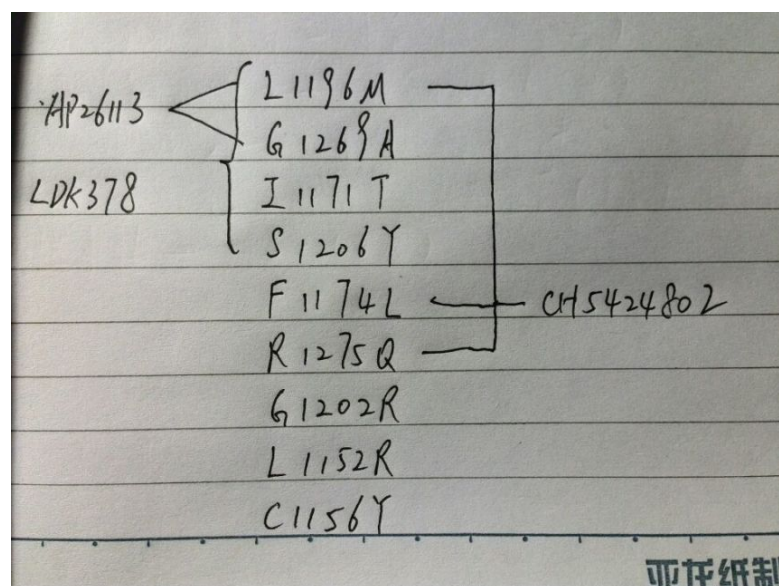 AP26113
L1196M
G1269A
LDK378
I1171T
S1206Y
F1174L
CH5424802
R1275Q
G1202R
L1152R
C1156Y